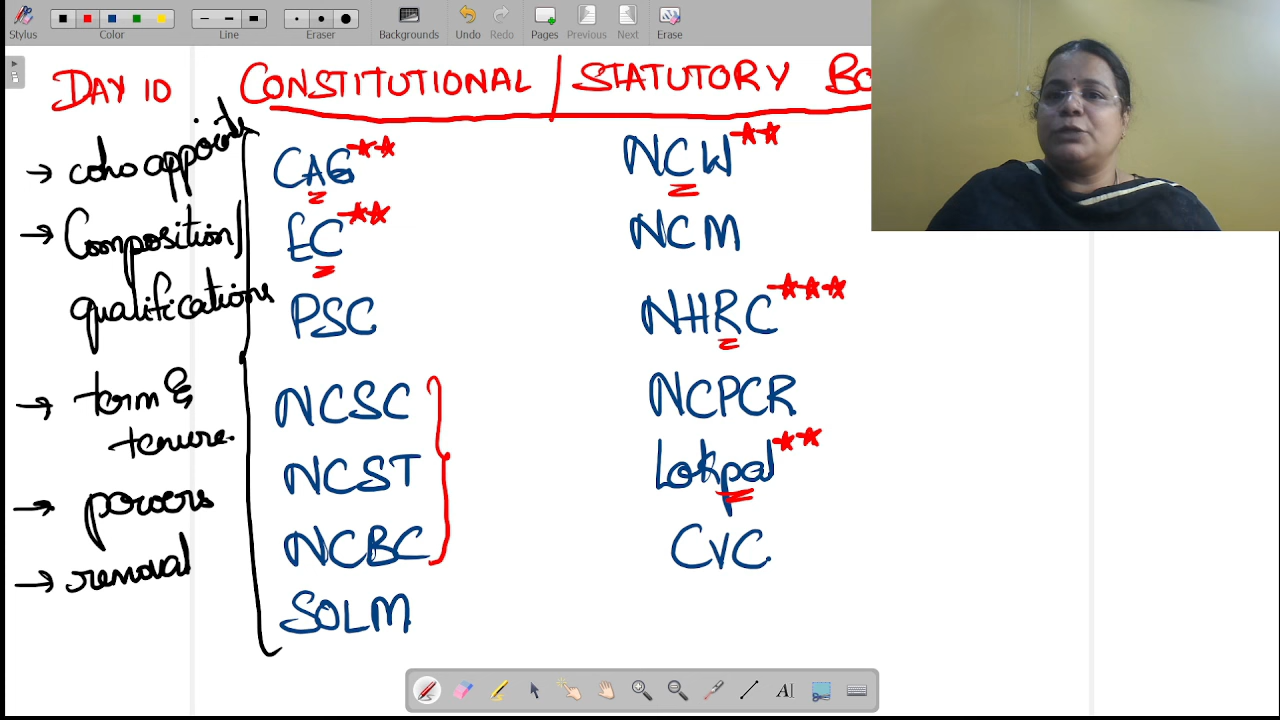 Stylus Color Line Eraser Backgrounds Undo Redo Pages Previous Next Erase
DAY 10 CONSTITUTIONAL / STATUTORY BO
→ who appoints
→ Composition/
qualifications
→ term &
tenure.
→ powers
→ removal
CAG**
EC**
PSC
NCSC
NCST
NCBC
SOLM
NCW**
NCM
NHRC***
NCPCR
Lokpal**
CVC